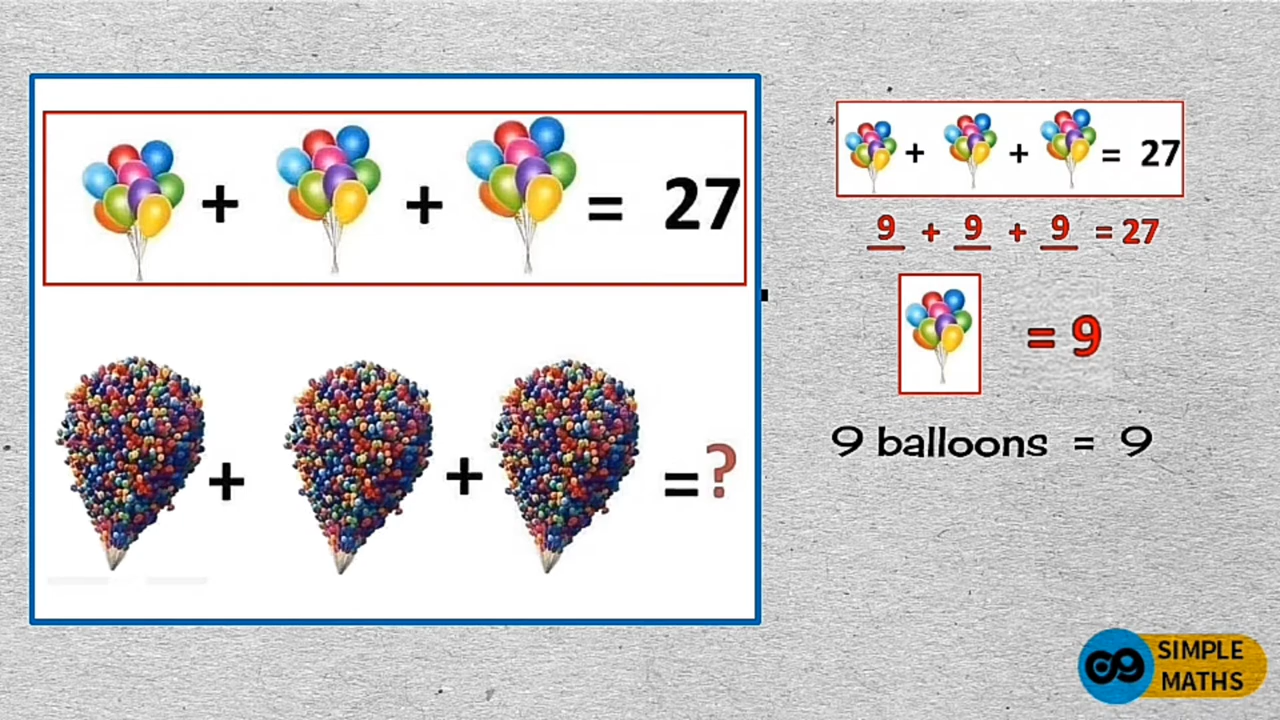 + + = 27
+ + =?
+ + = 27
9 + 9 + 9 = 27
= 9
9 balloons = 9
SIMPLE
MATHS